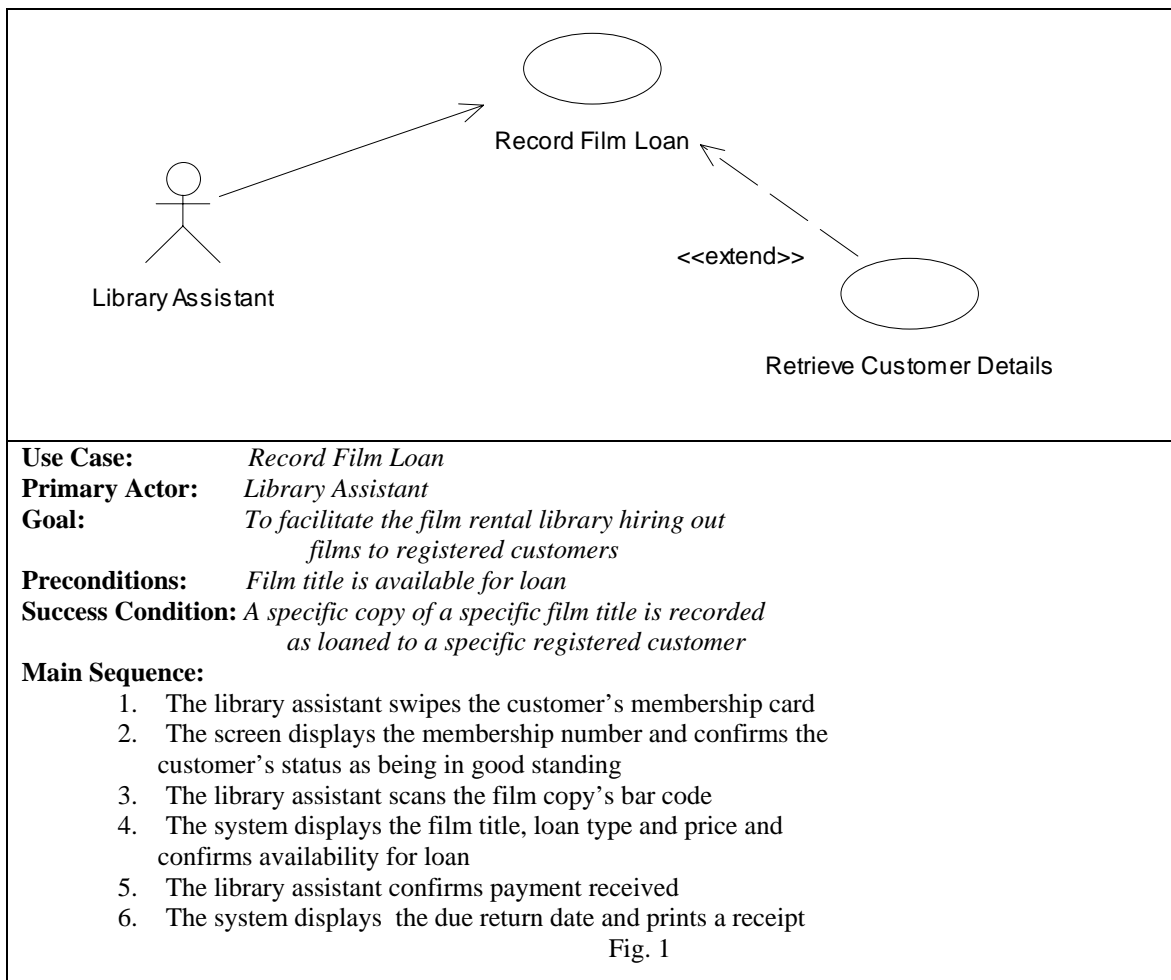 Record Film Loan
<<extend>>
Library Assistant
Retrieve Customer Details
Use Case: Record Film Loan
Primary Actor: Library Assistant
Goal: To facilitate the film rental library hiring out
films to registered customers
Preconditions: Film title is available for loan
Success Condition: A specific copy of a specific film title is recorded
as loaned to a specific registered customer
Main Sequence:
1. The library assistant swipes the customer’s membership card
2. The screen displays the membership number and confirms the
customer’s status as being in good standing
3. The library assistant scans the film copy’s bar code
4. The system displays the film title, loan type and price and
confirms availability for loan
5. The library assistant confirms payment received
6. The system displays the due return date and prints a receipt
Fig. 1